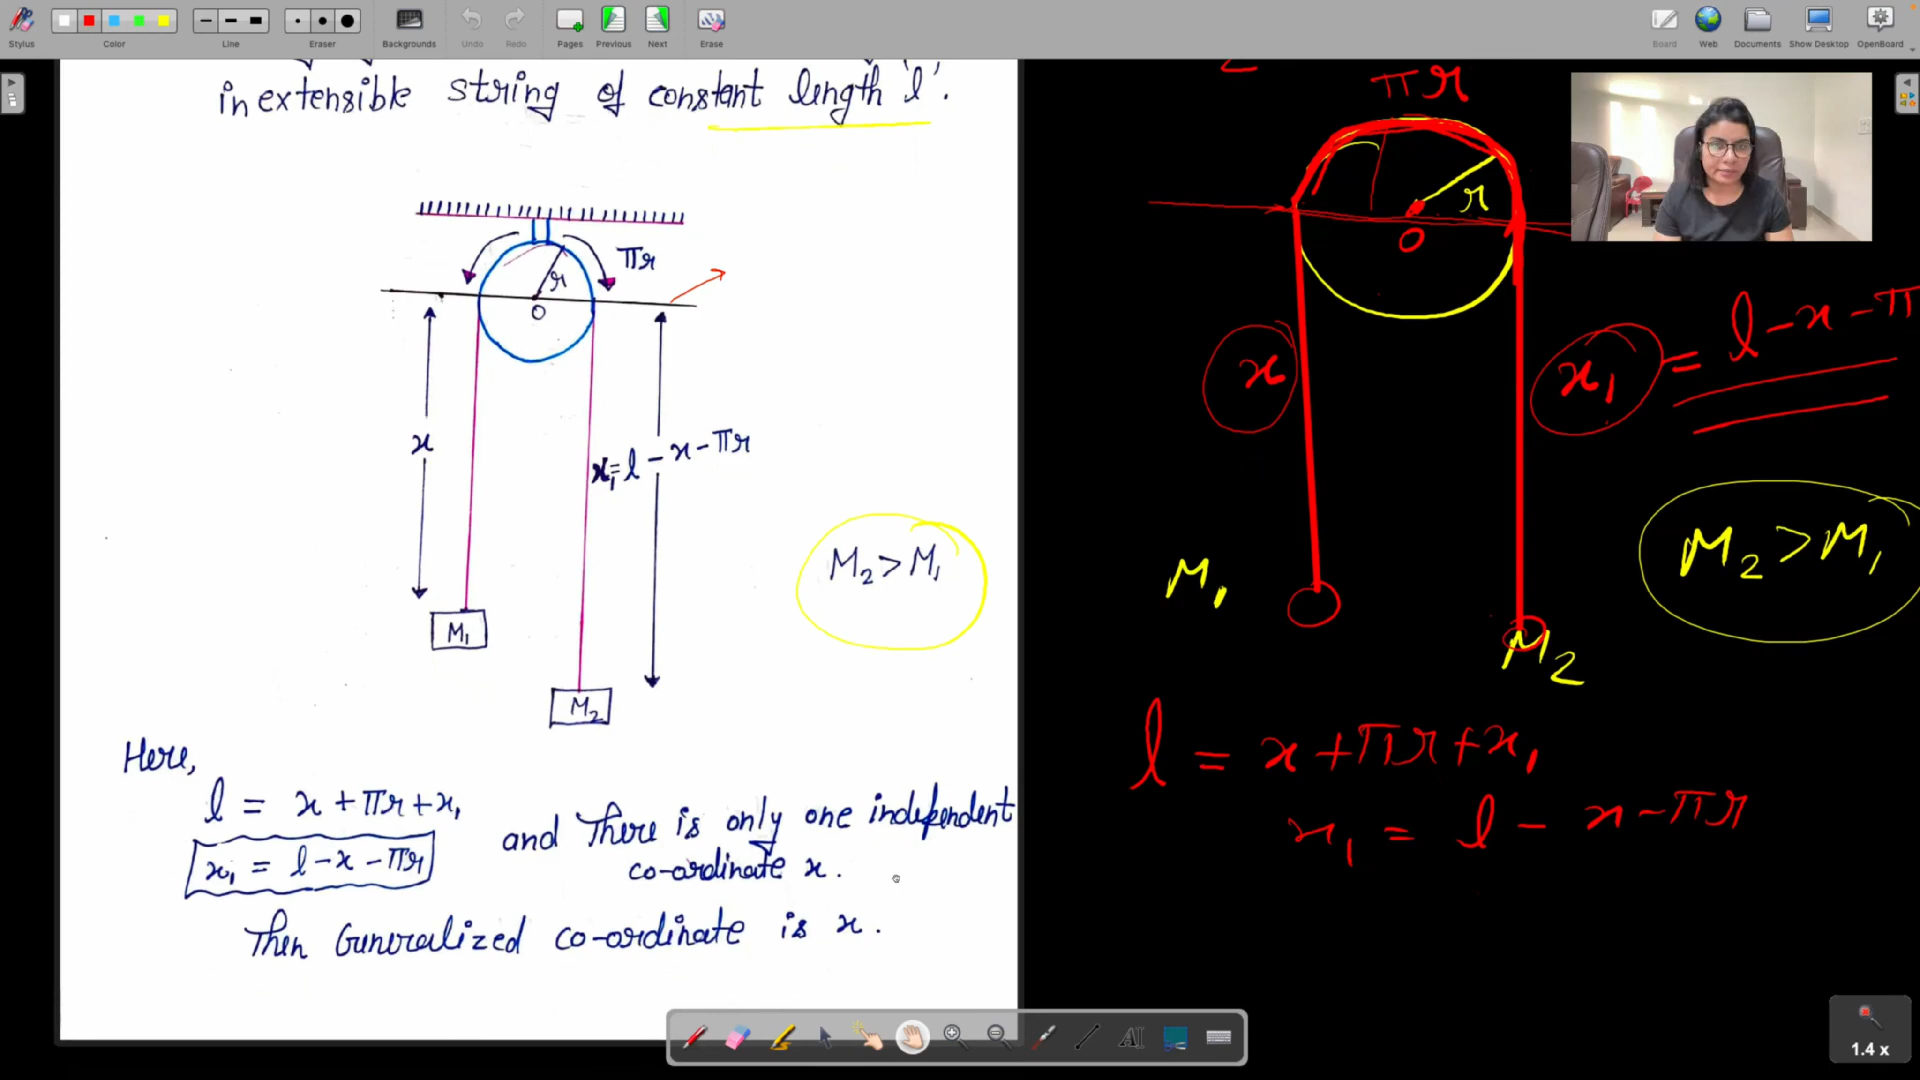 Stylus
Color
Line
Eraser
Backgrounds
Undo
Redo
Pages
Previous
Next
Erase
Board
Web
Documents
Show Desktop
OpenBoard
inextensible string of constant length 'l'.
πr
r
O
x
x₁ = l - x - πr
M₂ > M₁
M₁
M₂
Here,
l = x + πr + x₁
x₁ = l - x - πr
and There is only one independent
co-ordinate x.
Then Generalized co-ordinate is x.
2
πr
r
O
x
x₁ = l - x - π
M₂ > M₁
M₁
M₂
l = x + πr + x₁
x₁ = l - x - πr
AI
1.4 x